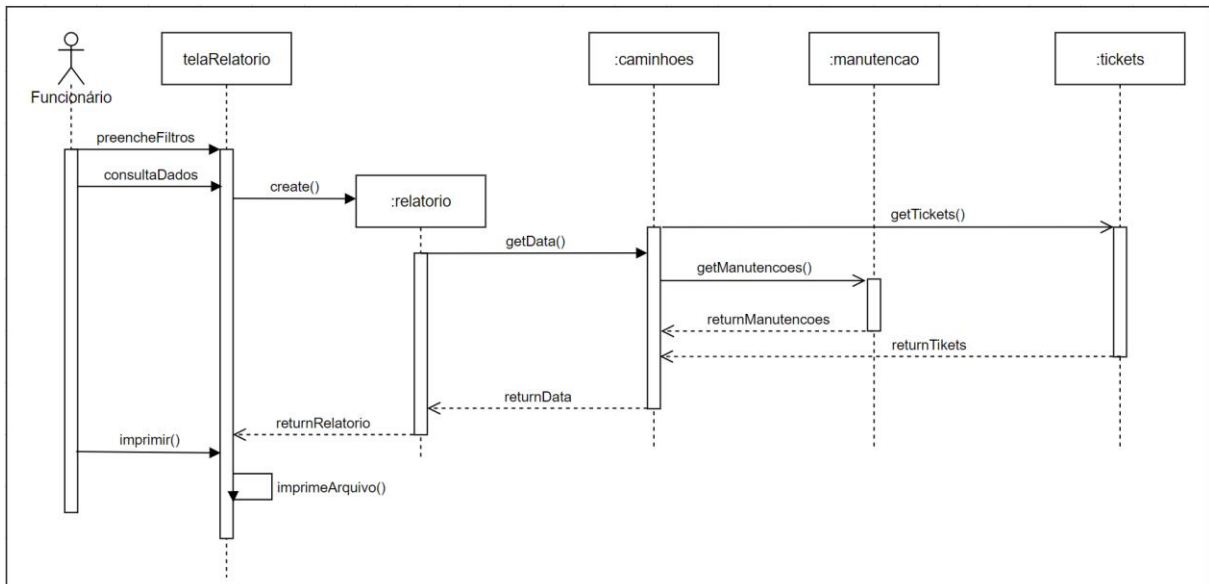 telaRelatorio
:caminhoes
:manutencao
:tickets
Funcionário
preencheFiltros
consultaDados
create()
:relatorio
getTickets()
getData()
getManutencoes()
returnManutencoes
returnTikets
returnData
returnRelatorio
imprimir()
imprimeArquivo()